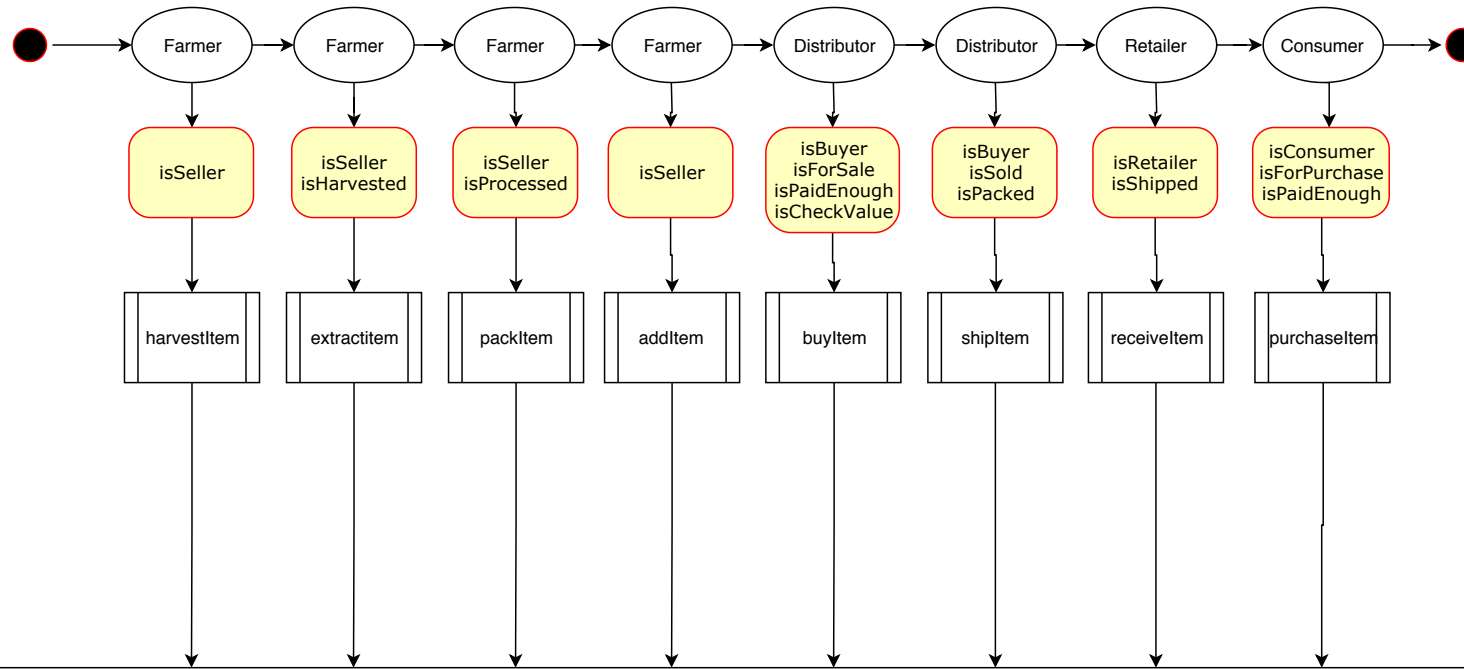 Farmer
Farmer
Farmer
Farmer
Distributor
Distributor
Retailer
Consumer
isSeller
isSeller
isHarvested
isSeller
isProcessed
isSeller
isBuyer
isForSale
isPaidEnough
isCheckValue
isBuyer
isSold
isPacked
isRetailer
isShipped
isConsumer
isForPurchase
isPaidEnough
harvestItem
extractitem
packItem
addItem
buyItem
shipItem
receiveItem
purchaseItem